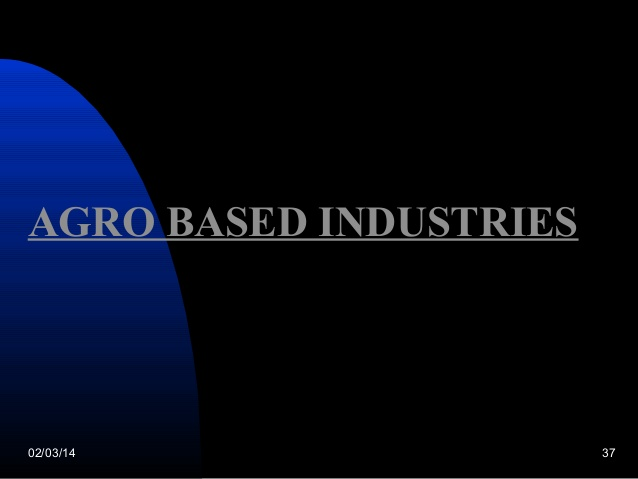 AGRO BASED INDUSTRIES
02/03/14
37